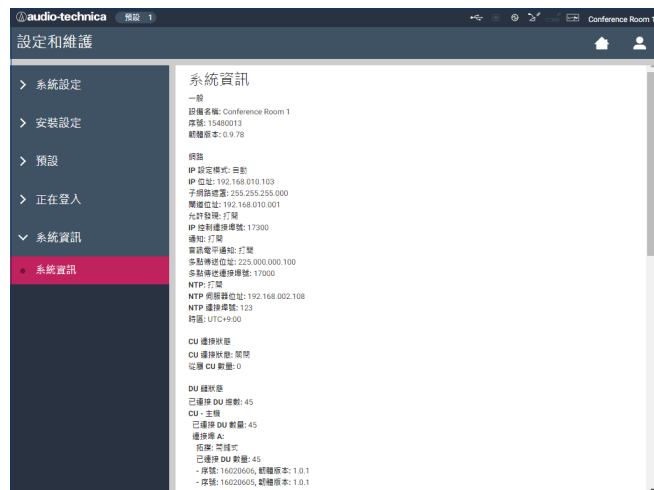 audio-technica 預設 1 Conference Room 1
設定和維護
系統設定
安裝設定
預設
正在登入
系統資訊
系統資訊
系統資訊
一般
設備名稱: Conference Room 1
序號: 15480013
韌體版本: 0.9.78
網路
IP 設定模式: 自動
IP 位址: 192.168.010.103
子網路遮罩: 255.255.255.000
閘道位址: 192.168.010.001
允許發現: 打開
IP 控制連接埠號: 17300
通知: 打開
音訊電平通知: 打開
多點傳送位址: 225.000.000.100
多點傳送連接埠號: 17000
NTP: 打開
NTP 伺服器位址: 192.168.002.108
NTP 連接埠號: 123
時區: UTC+9:00
CU 連接狀態
CU 連接狀態: 關閉
從屬 CU 數量: 0
DU 鏈狀態
已連接 DU 總數: 45
CU - 主機
已連接 DU 數量: 45
連接埠 A:
拓撲: 菊鏈式
已連接 DU 數量: 45
- 序號: 16020606, 韌體版本: 1.0.1
- 序號: 16020605, 韌體版本: 1.0.1